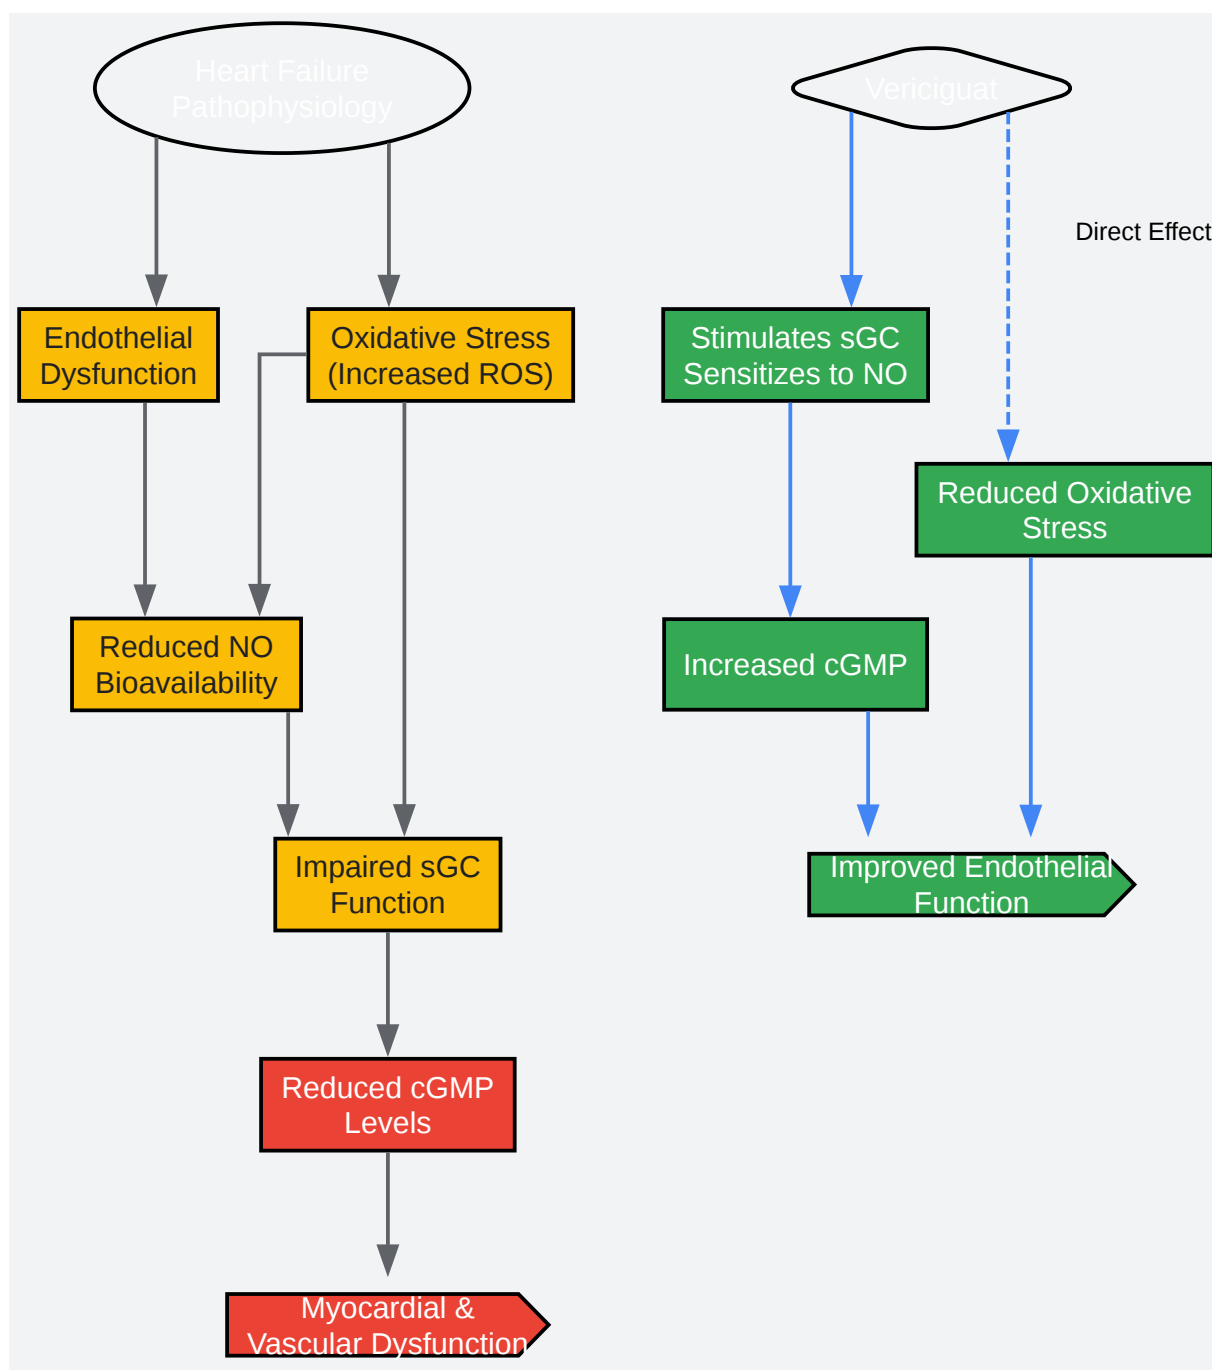 Heart Failure
Pathophysiology
Vericiguat
Direct Effect
Endothelial
Dysfunction
Oxidative Stress
(Increased ROS)
Stimulates sGC
Sensitizes to NO
Reduced Oxidative
Stress
Reduced NO
Bioavailability
Increased cGMP
Impaired sGC
Function
Improved Endothelial
Function
Reduced cGMP
Levels
Myocardial &
Vascular Dysfunction